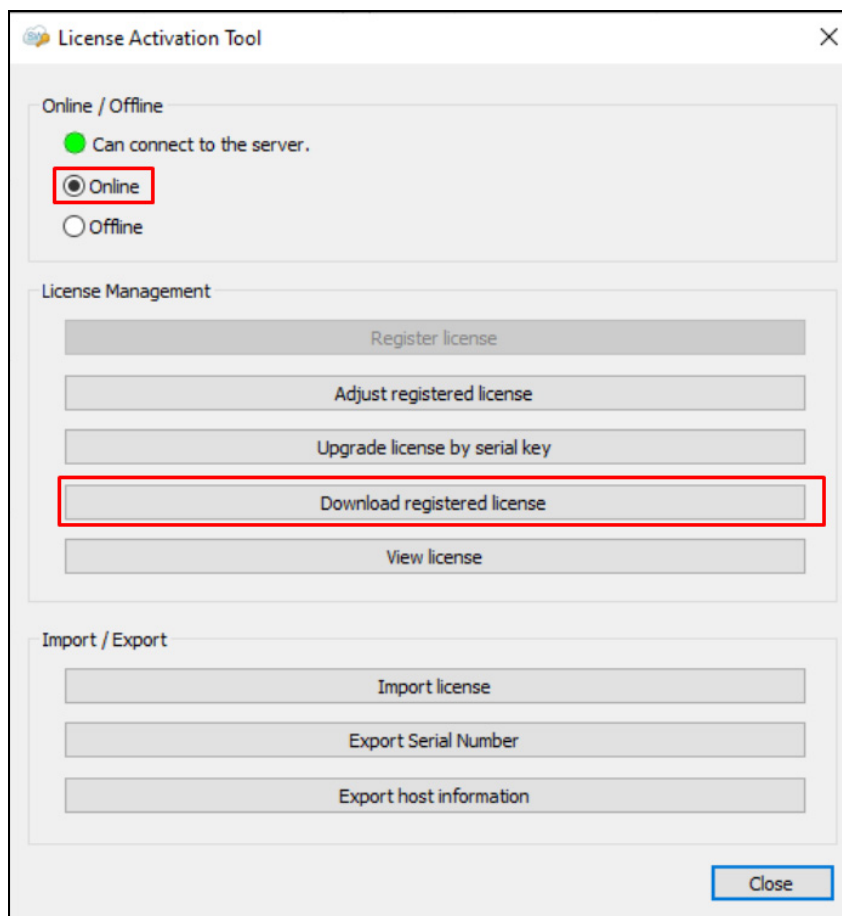 License Activation Tool
Online / Offline
Can connect to the server.
Online
Offline
License Management
Register license
Adjust registered license
Upgrade license by serial key
Download registered license
View license
Import / Export
Import license
Export Serial Number
Export host information
Close